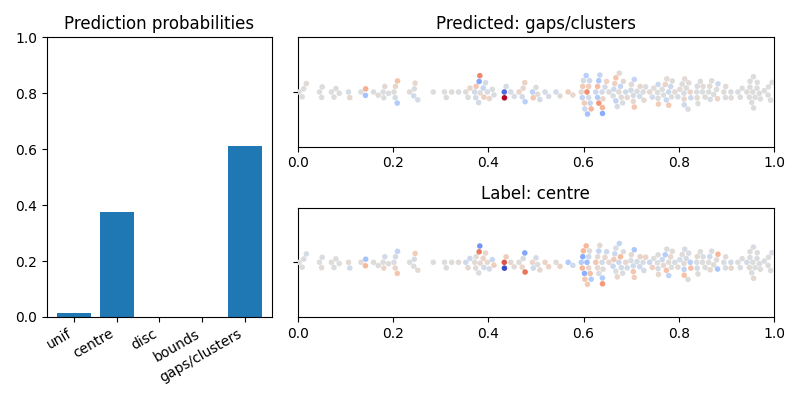 Prediction probabilities
1.0
0.8
0.6
0.4
0.2
0.0
unif
centre
disc
bounds
gaps/clusters
Predicted: gaps/clusters
0.0 0.2 0.4 0.6 0.8 1.0
Label: centre
0.0 0.2 0.4 0.6 0.8 1.0